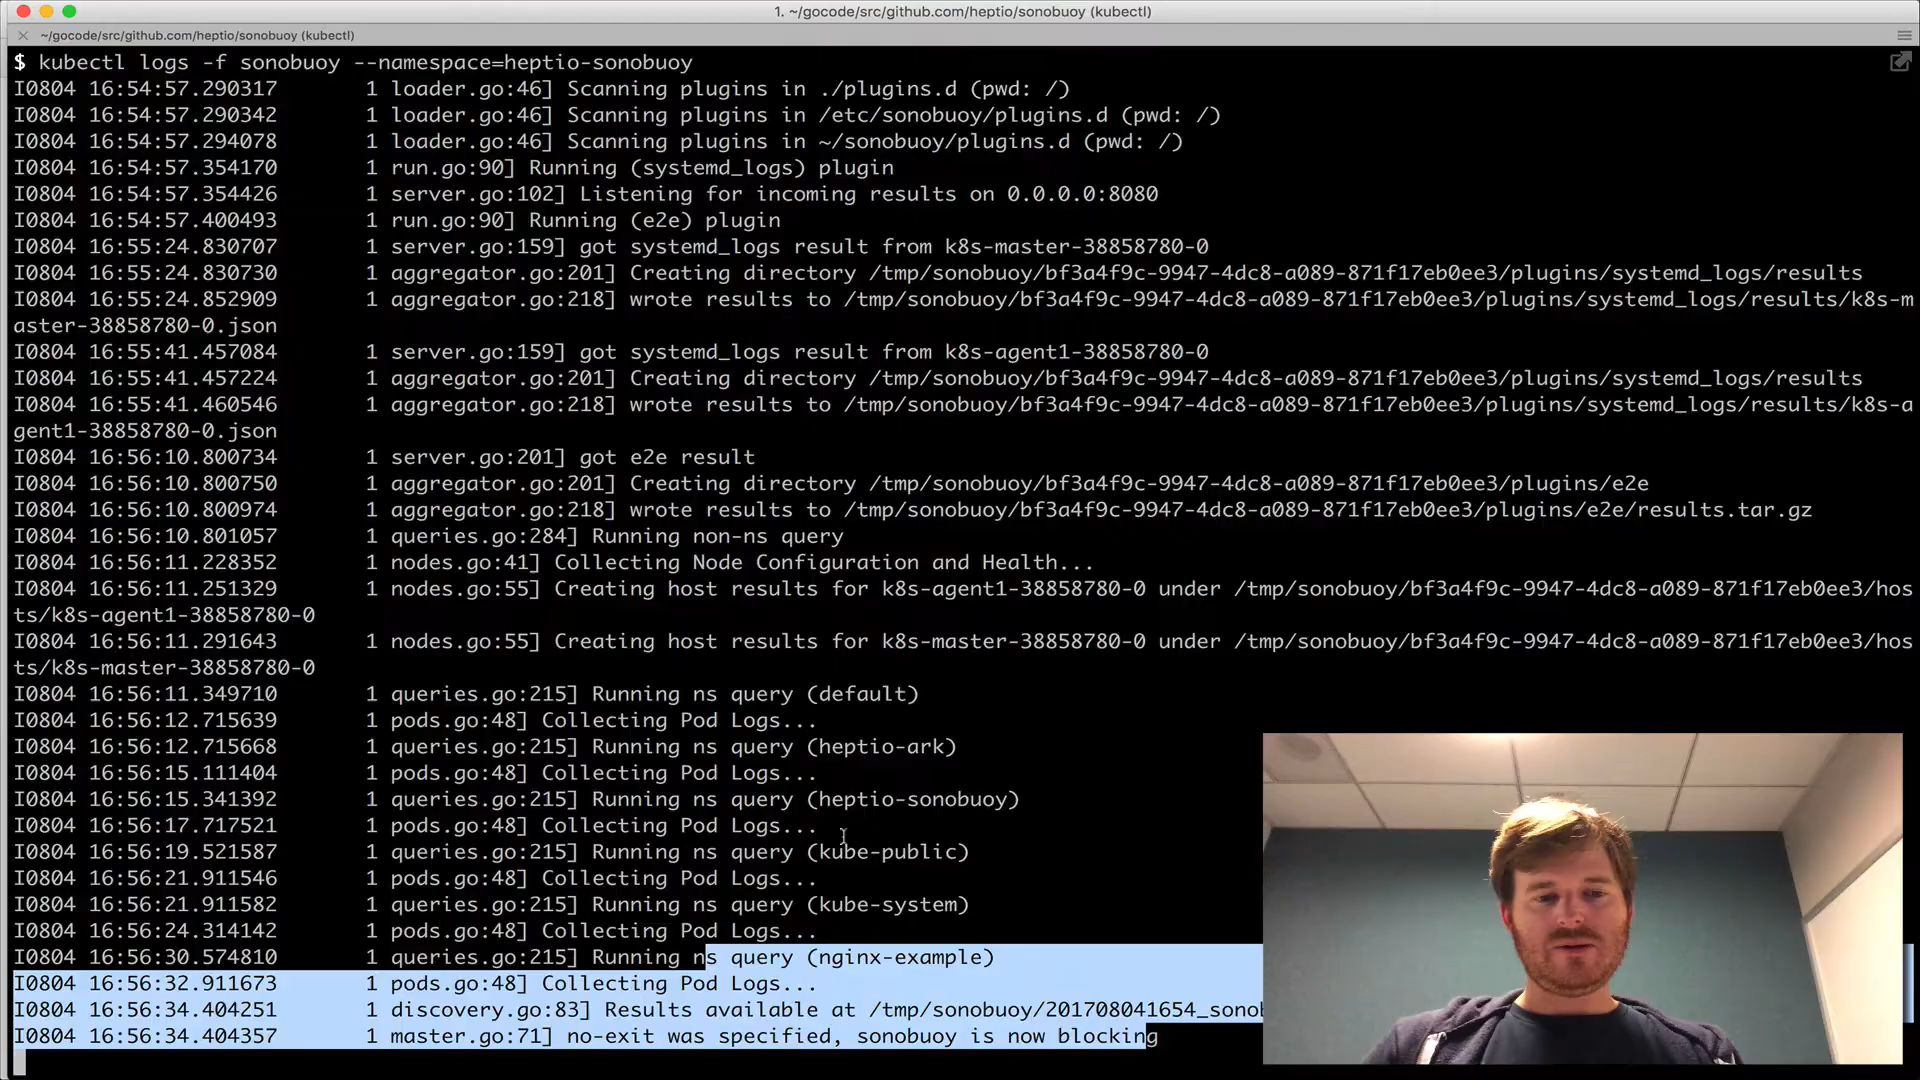 1. ~/gocode/src/github.com/heptio/sonobuoy (kubectl)
~/gocode/src/github.com/heptio/sonobuoy (kubectl)
$ kubectl logs -f sonobuoy --namespace=heptio-sonobuoy
I0804 16:54:57.290317 1 loader.go:46] Scanning plugins in ./plugins.d (pwd: /)
I0804 16:54:57.290342 1 loader.go:46] Scanning plugins in /etc/sonobuoy/plugins.d (pwd: /)
I0804 16:54:57.294078 1 loader.go:46] Scanning plugins in ~/sonobuoy/plugins.d (pwd: /)
I0804 16:54:57.354170 1 run.go:90] Running (systemd_logs) plugin
I0804 16:54:57.354426 1 server.go:102] Listening for incoming results on 0.0.0.0:8080
I0804 16:54:57.400493 1 run.go:90] Running (e2e) plugin
I0804 16:55:24.830707 1 server.go:159] got systemd_logs result from k8s-master-38858780-0
I0804 16:55:24.830730 1 aggregator.go:201] Creating directory /tmp/sonobuoy/bf3a4f9c-9947-4dc8-a089-871f17eb0ee3/plugins/systemd_logs/results
I0804 16:55:24.852909 1 aggregator.go:218] wrote results to /tmp/sonobuoy/bf3a4f9c-9947-4dc8-a089-871f17eb0ee3/plugins/systemd_logs/results/k8s-m
aster-38858780-0.json
I0804 16:55:41.457084 1 server.go:159] got systemd_logs result from k8s-agent1-38858780-0
I0804 16:55:41.457224 1 aggregator.go:201] Creating directory /tmp/sonobuoy/bf3a4f9c-9947-4dc8-a089-871f17eb0ee3/plugins/systemd_logs/results
I0804 16:55:41.460546 1 aggregator.go:218] wrote results to /tmp/sonobuoy/bf3a4f9c-9947-4dc8-a089-871f17eb0ee3/plugins/systemd_logs/results/k8s-a
gent1-38858780-0.json
I0804 16:56:10.800734 1 server.go:201] got e2e result
I0804 16:56:10.800750 1 aggregator.go:201] Creating directory /tmp/sonobuoy/bf3a4f9c-9947-4dc8-a089-871f17eb0ee3/plugins/e2e
I0804 16:56:10.800974 1 aggregator.go:218] wrote results to /tmp/sonobuoy/bf3a4f9c-9947-4dc8-a089-871f17eb0ee3/plugins/e2e/results.tar.gz
I0804 16:56:10.801057 1 queries.go:284] Running non-ns query
I0804 16:56:11.228352 1 nodes.go:41] Collecting Node Configuration and Health...
I0804 16:56:11.251329 1 nodes.go:55] Creating host results for k8s-agent1-38858780-0 under /tmp/sonobuoy/bf3a4f9c-9947-4dc8-a089-871f17eb0ee3/hos
ts/k8s-agent1-38858780-0
I0804 16:56:11.291643 1 nodes.go:55] Creating host results for k8s-master-38858780-0 under /tmp/sonobuoy/bf3a4f9c-9947-4dc8-a089-871f17eb0ee3/hos
ts/k8s-master-38858780-0
I0804 16:56:11.349710 1 queries.go:215] Running ns query (default)
I0804 16:56:12.715639 1 pods.go:48] Collecting Pod Logs...
I0804 16:56:12.715668 1 queries.go:215] Running ns query (heptio-ark)
I0804 16:56:15.111404 1 pods.go:48] Collecting Pod Logs...
I0804 16:56:15.341392 1 queries.go:215] Running ns query (heptio-sonobuoy)
I0804 16:56:17.717521 1 pods.go:48] Collecting Pod Logs...
I0804 16:56:19.521587 1 queries.go:215] Running ns query (kube-public)
I0804 16:56:21.911546 1 pods.go:48] Collecting Pod Logs...
I0804 16:56:21.911582 1 queries.go:215] Running ns query (kube-system)
I0804 16:56:24.314142 1 pods.go:48] Collecting Pod Logs...
I0804 16:56:30.574810 1 queries.go:215] Running ns query (nginx-example)
I0804 16:56:32.911673 1 pods.go:48] Collecting Pod Logs...
I0804 16:56:34.404251 1 discovery.go:83] Results available at /tmp/sonobuoy/201708041654_sonob
I0804 16:56:34.404357 1 master.go:71] no-exit was specified, sonobuoy is now blocking